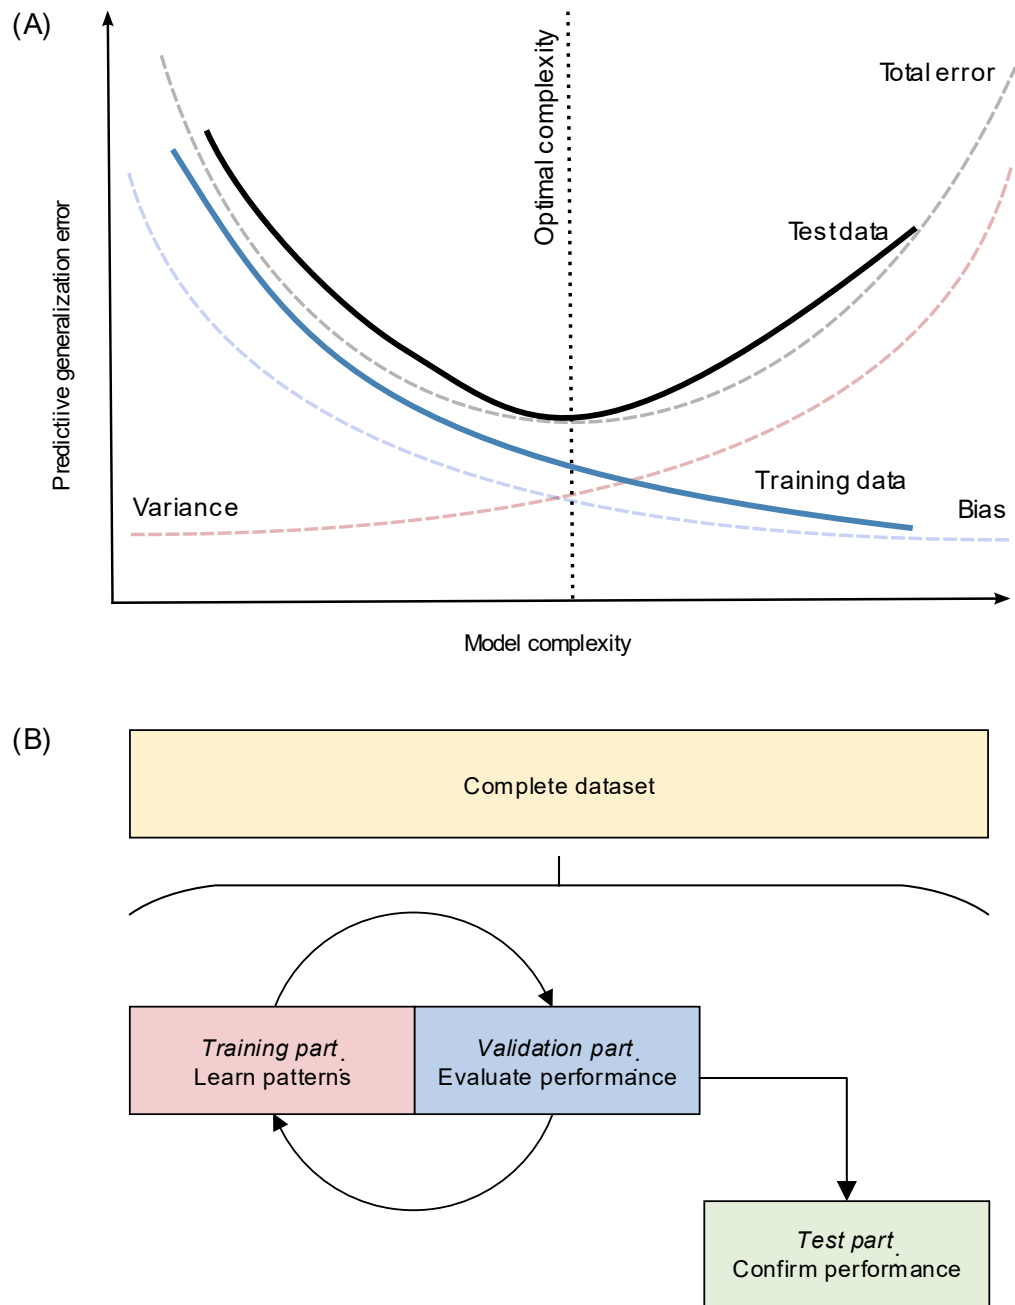 (A)
Optimal complexity
Total error
Test data
Predictiive generalization error
Training data
Variance
Bias
Model complexity
(B)
Complete dataset
Training part.
Learn patterns
Validation part.
Evaluate performance
Test part.
Confirm performance